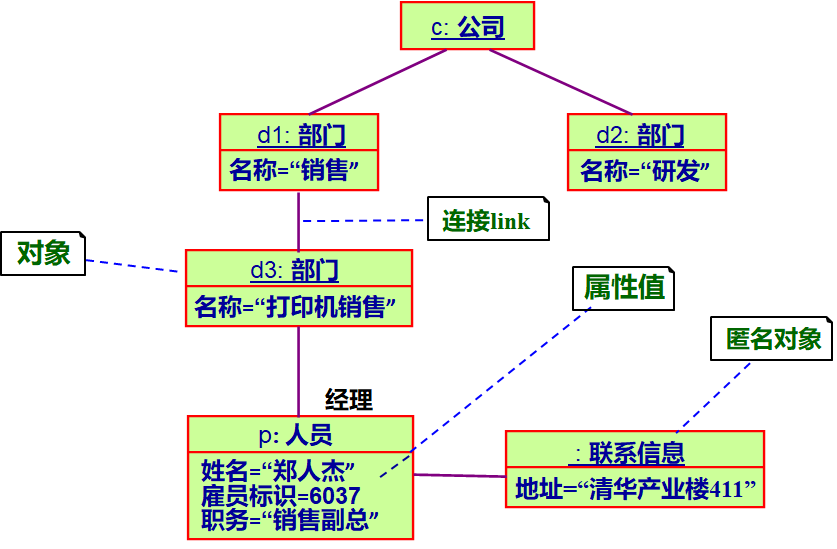 c: 公司
d1: 部门
名称=“销售”
d2: 部门
名称=“研发”
连接link
对象
d3: 部门
名称=“打印机销售”
属性值
匿名对象
经理
p: 人员
姓名=“郑人杰”
雇员标识=6037
职务=“销售副总”
: 联系信息
地址=“清华产业楼411”